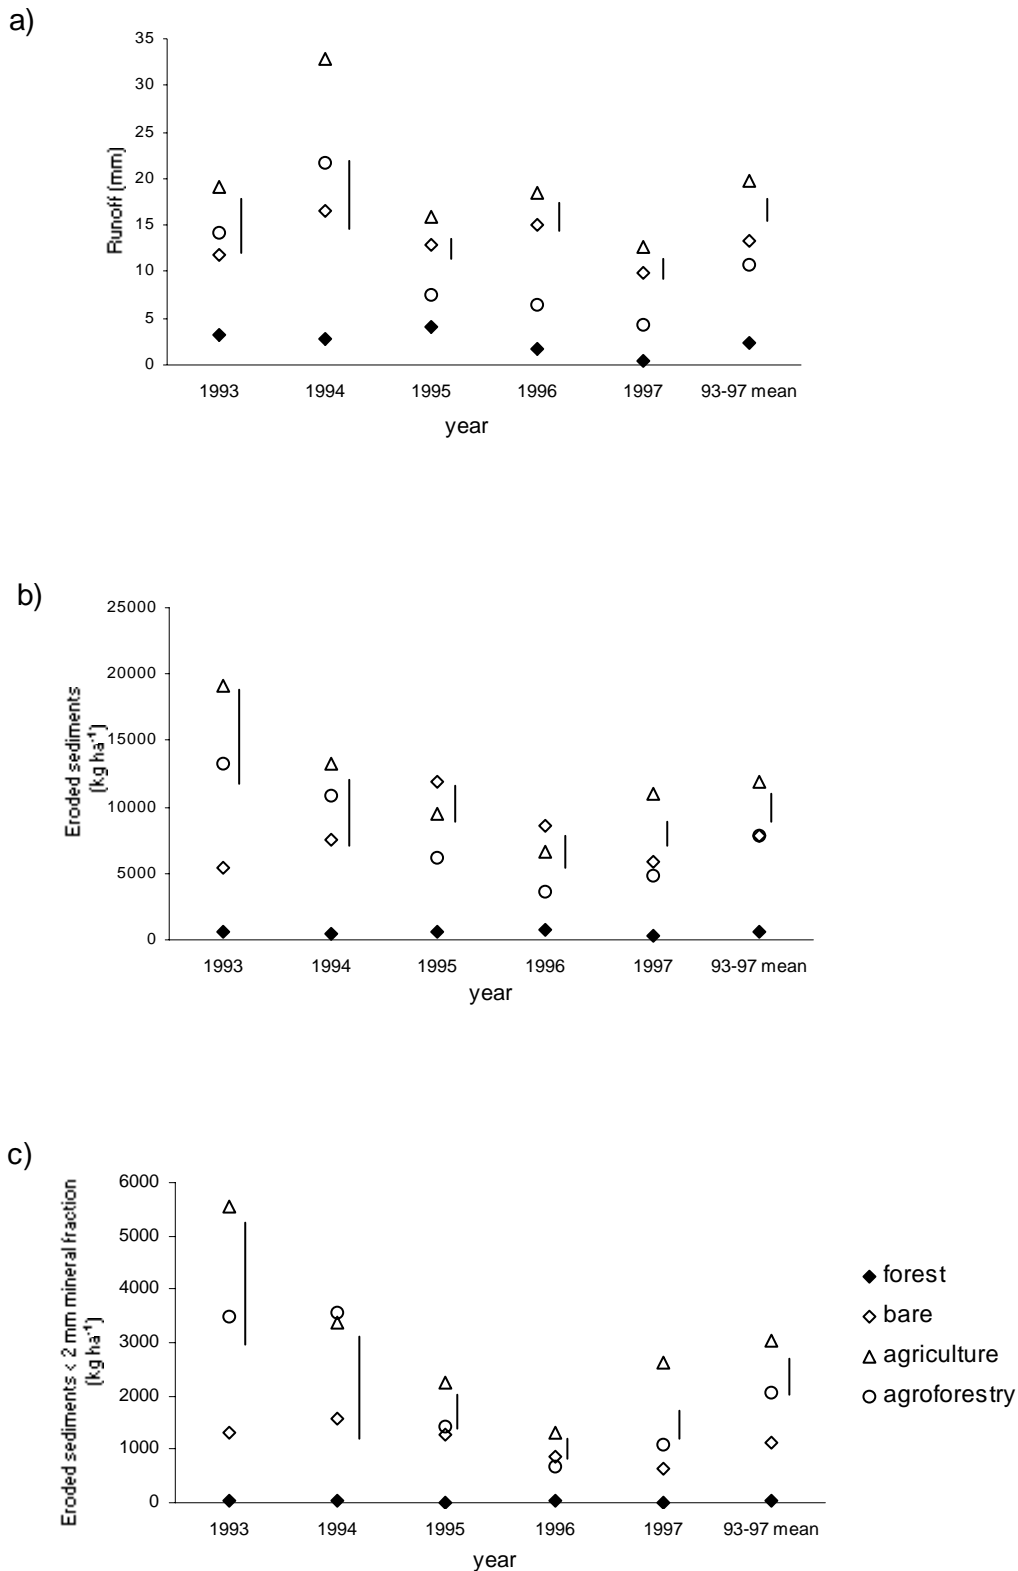 a)
35
30
25
20
15
10
5
0
Runoff (mm)
1993 1994 1995 1996 1997 93-97 mean
year
b)
25000
20000
15000
10000
5000
0
Eroded sediments
(kg ha⁻¹)
1993 1994 1995 1996 1997 93-97 mean
year
c)
6000
5000
4000
3000
2000
1000
0
Eroded sediments < 2 mm mineral fraction
(kg ha⁻¹)
1993 1994 1995 1996 1997 93-97 mean
year
forest
bare
agriculture
agroforestry